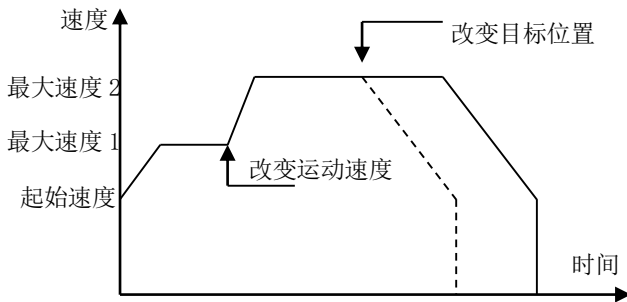 速度
改变目标位置
最大速度 2
最大速度 1
改变运动速度
起始速度
时间